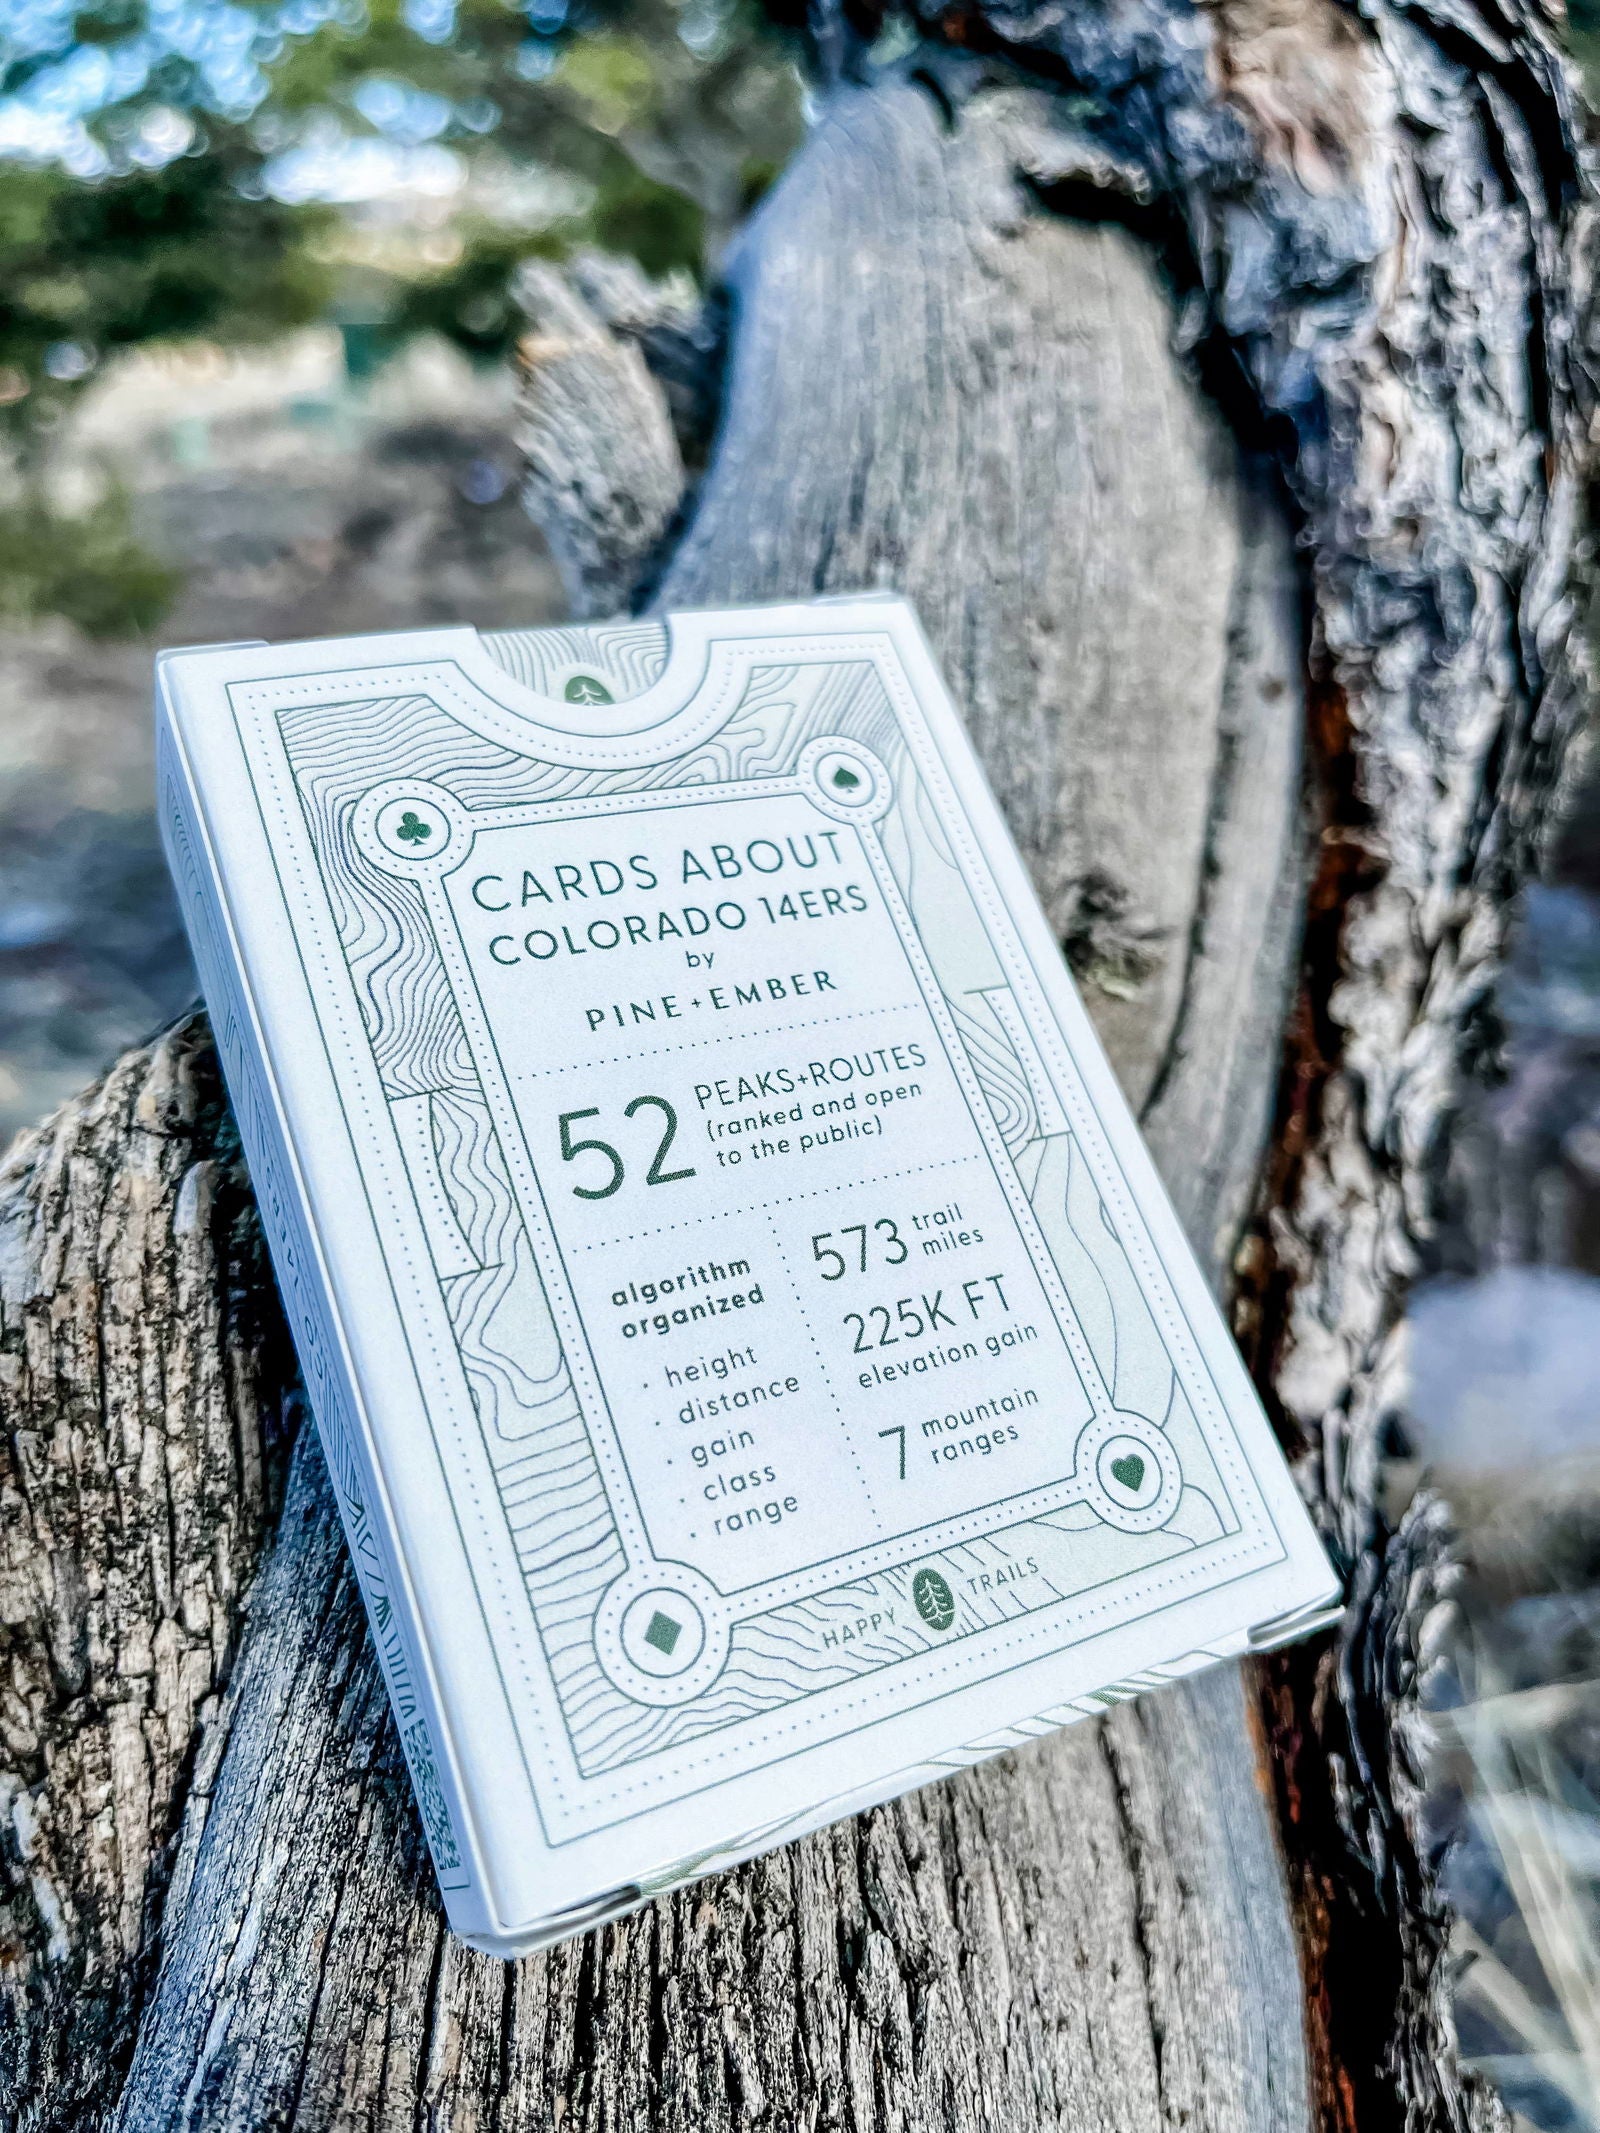 CARDS ABOUT
COLORADO 14ERS
by
PINE + EMBER
52
PEAKS+ROUTES
(ranked and open
to the public)
algorithm
organized
· height
· distance
· gain
· class
· range
573 trail
miles
225K FT
elevation gain
7 mountain
ranges
HAPPY TRAILS